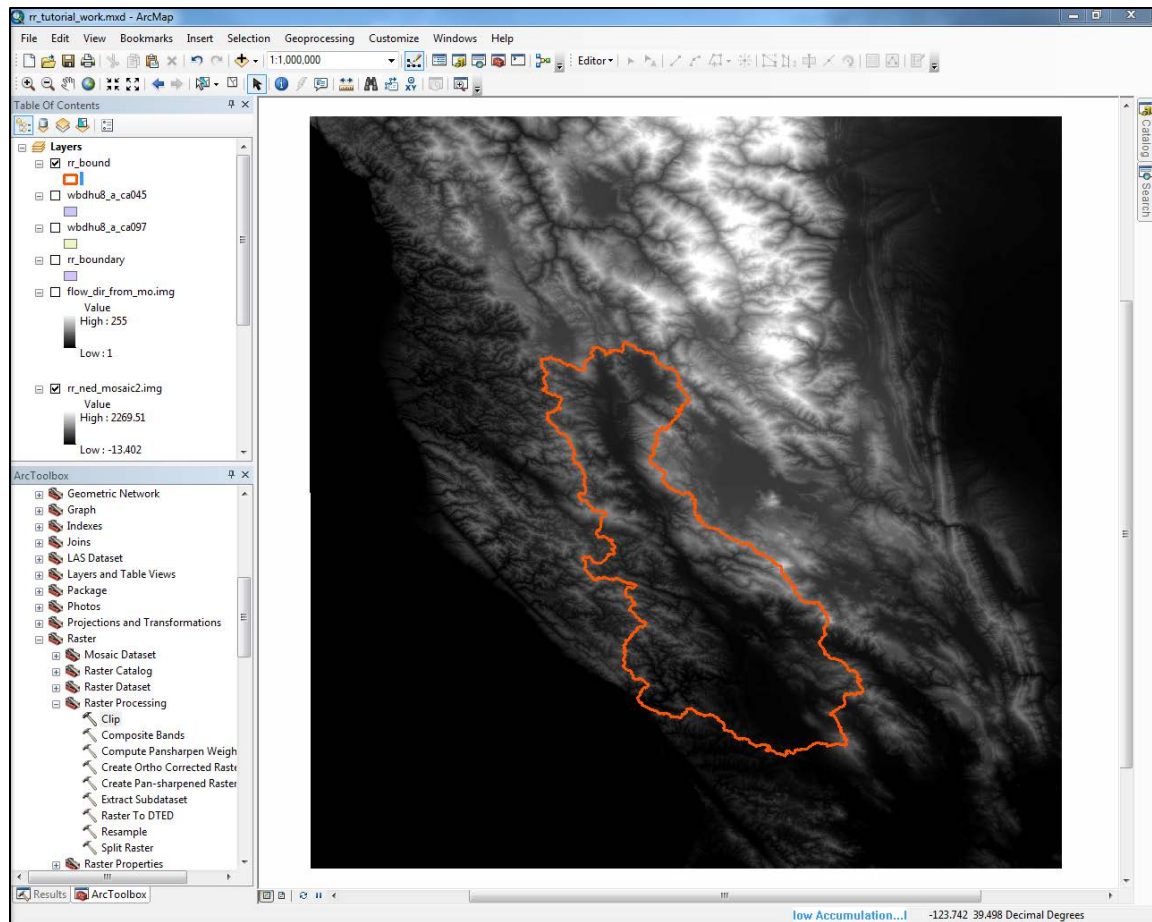 rr_tutorial_work.mxd - ArcMap
File Edit View Bookmarks Insert Selection Geoprocessing Customize Windows Help
1:1,000,000
Editor
Table Of Contents
Layers
rr_bound
wbdhu8_a_ca045
wbdhu8_a_ca097
rr_boundary
flow_dir_from_mo.img
Value
High : 255
Low : 1
rr_ned_mosaic2.img
Value
High : 2269.51
Low : -13.402
ArcToolbox
Geometric Network
Graph
Indexes
Joins
LAS Dataset
Layers and Table Views
Package
Photos
Projections and Transformations
Raster
Mosaic Dataset
Raster Catalog
Raster Dataset
Raster Processing
Clip
Composite Bands
Compute Pansharpen Weigh
Create Ortho Corrected Raste
Create Pan-sharpened Raster
Extract Subdataset
Raster To DTED
Resample
Split Raster
Raster Properties
Results ArcToolbox
Catalog
Search
low Accumulation...l -123.742 39.498 Decimal Degrees